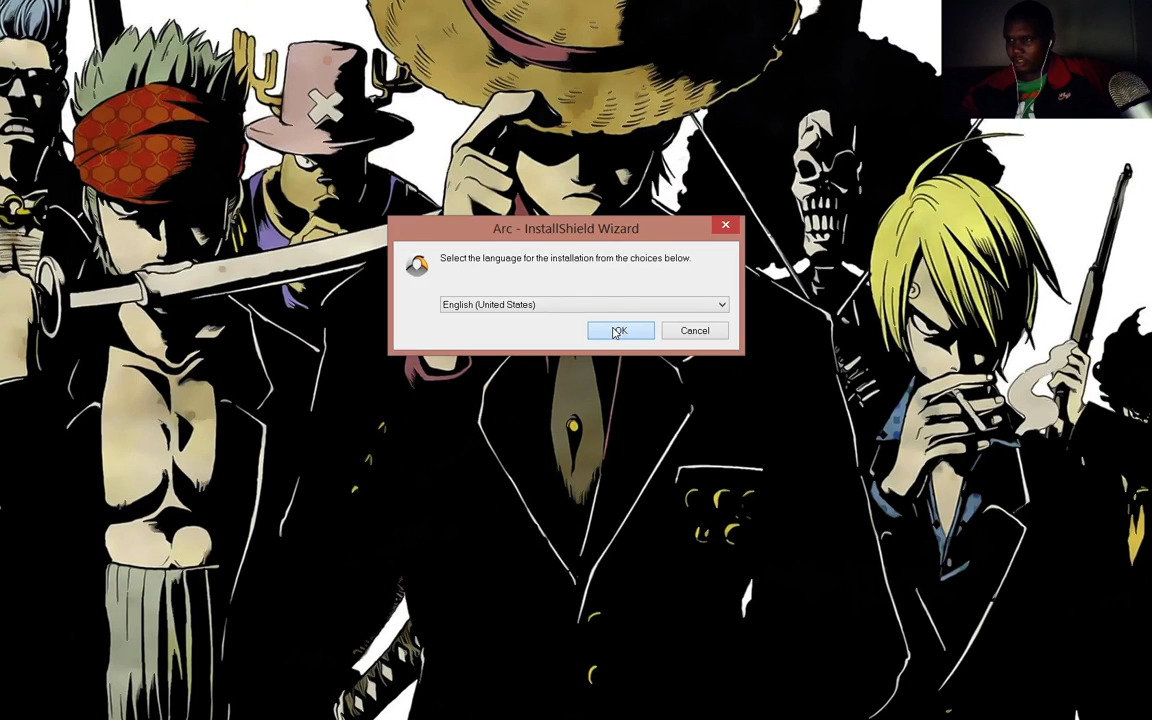 Arc - InstallShield Wizard
Select the language for the installation from the choices below.
English (United States)
OK
Cancel